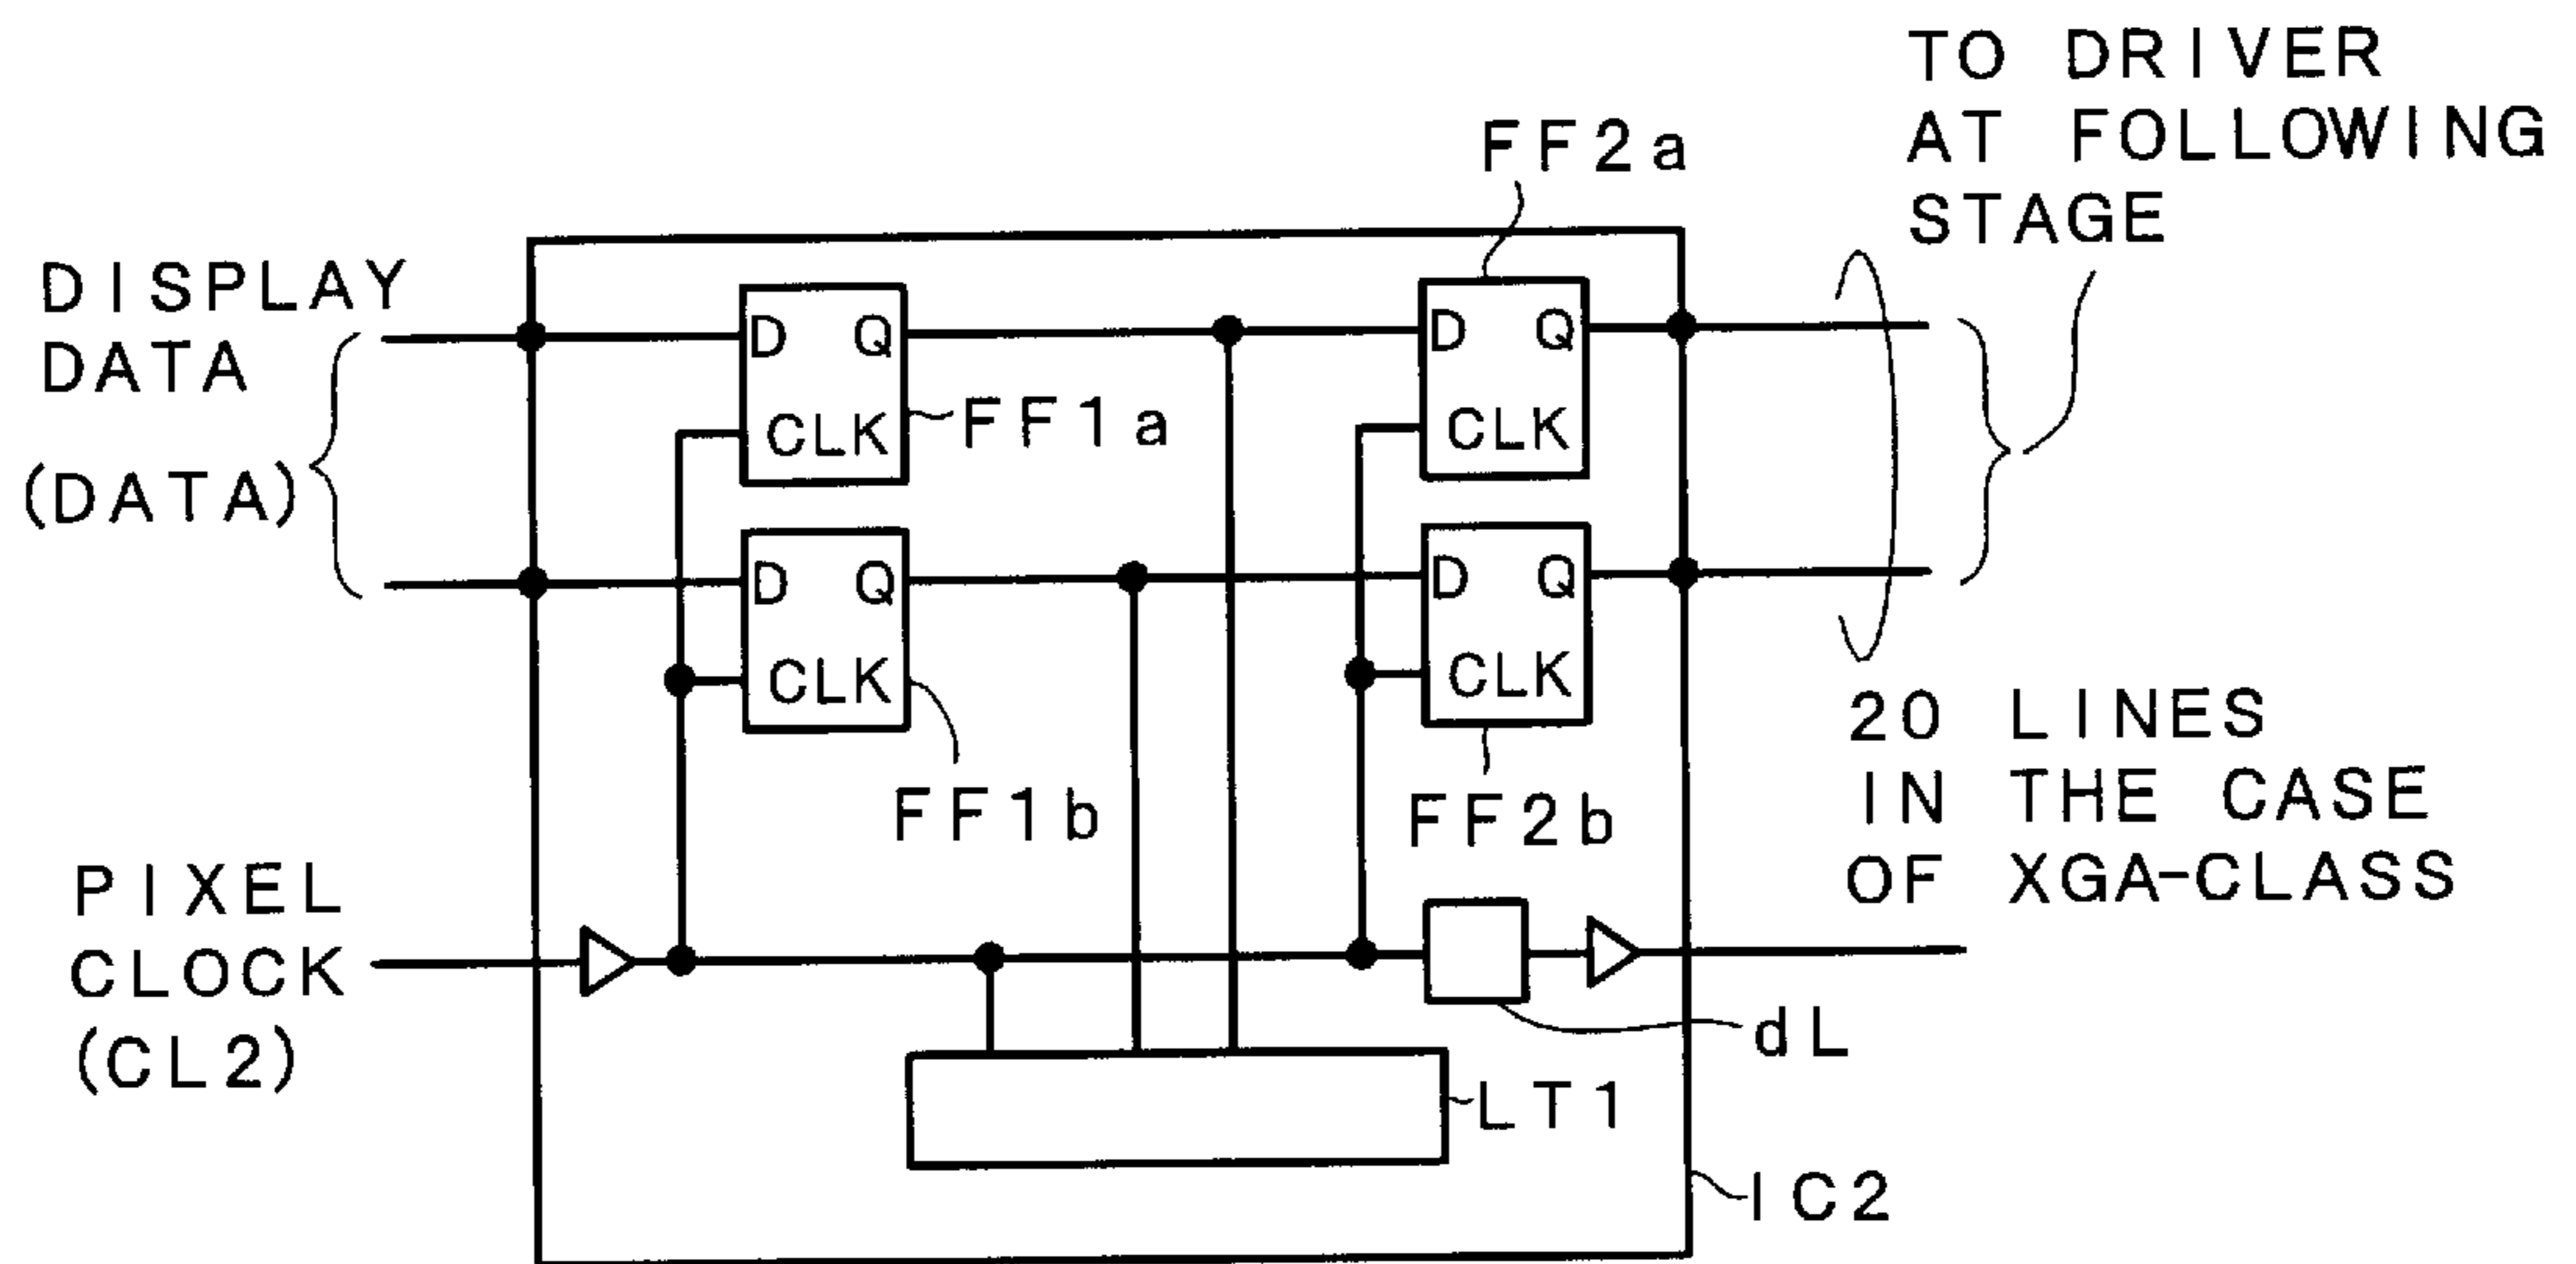 TO DRIVER
AT FOLLOWING
STAGE
FF2a
DISPLAY
DATA
(DATA)
D Q
CLK
FF1a
D Q
CLK
D Q
CLK
FF1b
D Q
CLK
FF2b
20 LINES
IN THE CASE
OF XGA-CLASS
PIXEL
CLOCK
(CL2)
dL
LT1
IC2